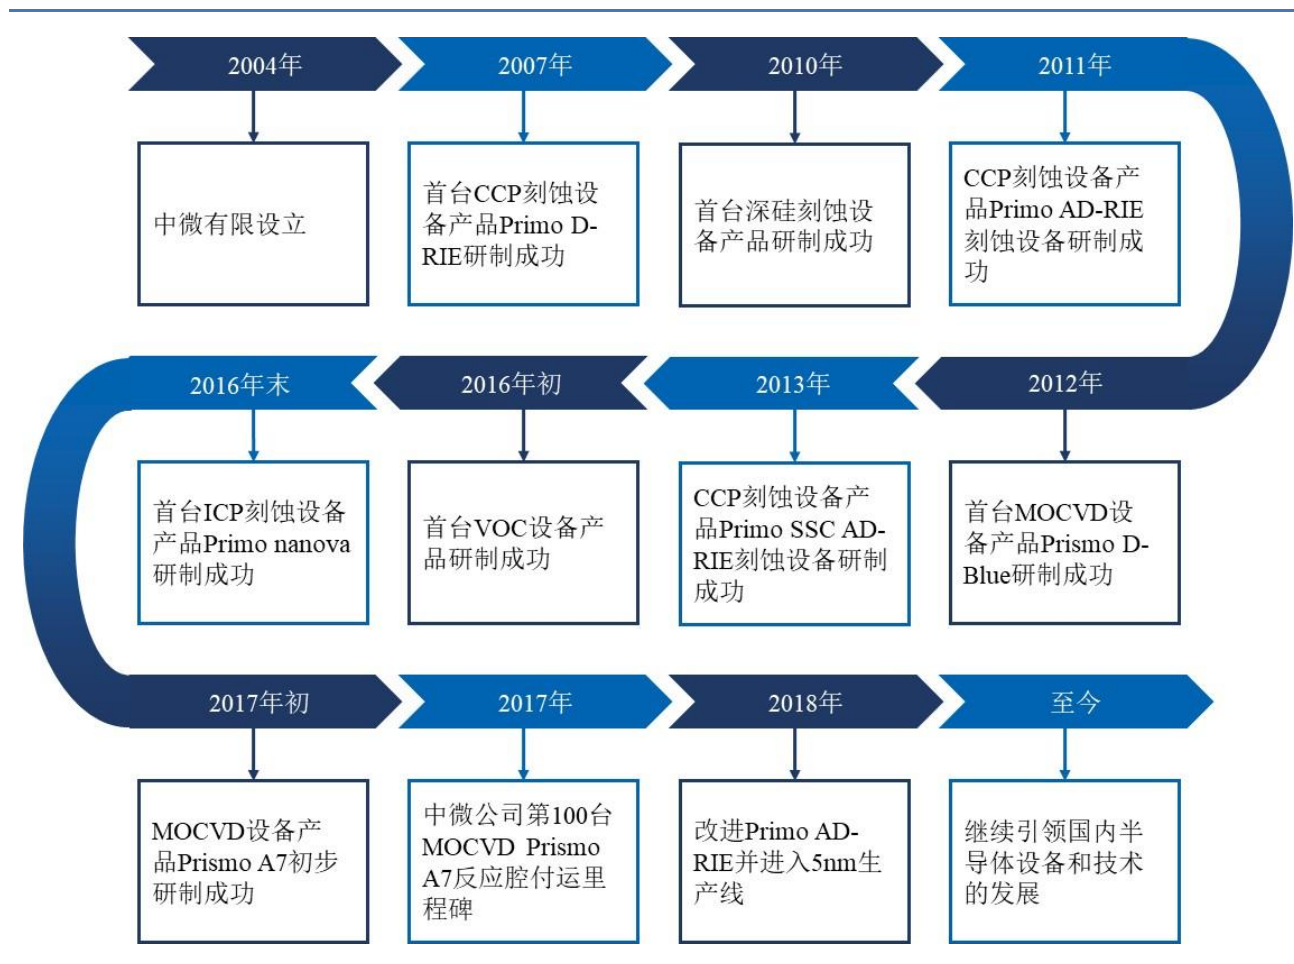 2004年
2007年
2010年
2011年
中微有限设立
首台CCP刻蚀设
备产品Primo D-
RIE研制成功
首台深硅刻蚀设
备产品研制成功
CCP刻蚀设备产
品Primo AD-RIE
刻蚀设备研制成
功
2012年
2013年
2016年初
2016年末
首台MOCVD设
备产品Prismo D-
Blue研制成功
CCP刻蚀设备产
品Primo SSC AD-
RIE刻蚀设备研制
成功
首台VOC设备产
品研制成功
首台ICP刻蚀设备
产品Primo nanova
研制成功
2017年初
2017年
2018年
至今
MOCVD设备产
品Prismo A7初步
研制成功
中微公司第100台
MOCVD Prismo
A7反应腔付运里
程碑
改进Primo AD-
RIE并进入5nm生
产线
继续引领国内半
导体设备和技术
的发展